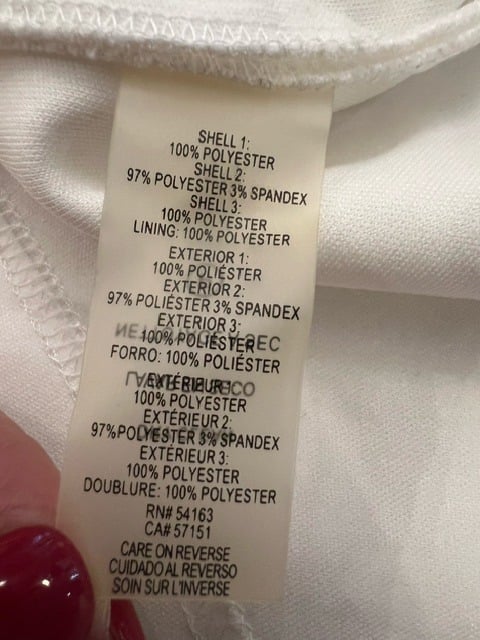 SHELL 1:
100% POLYESTER
SHELL 2:
97% POLYESTER 3% SPANDEX
SHELL 3:
100% POLYESTER
LINING: 100% POLYESTER
EXTERIOR 1:
100% POLIÉSTER
EXTERIOR 2:
97% POLIÉSTER 3% SPANDEX
EXTERIOR 3:
100% POLIÉSTER
FORRO: 100% POLIÉSTER
EXTÉRIEUR 1:
100% POLYESTER
EXTÉRIEUR 2:
97% POLYESTER 3% SPANDEX
EXTÉRIEUR 3:
100% POLYESTER
DOUBLURE: 100% POLYESTER
RN# 54163
CA# 57151
CARE ON REVERSE
CUIDADO AL REVERSO
SOIN SUR L'INVERSE